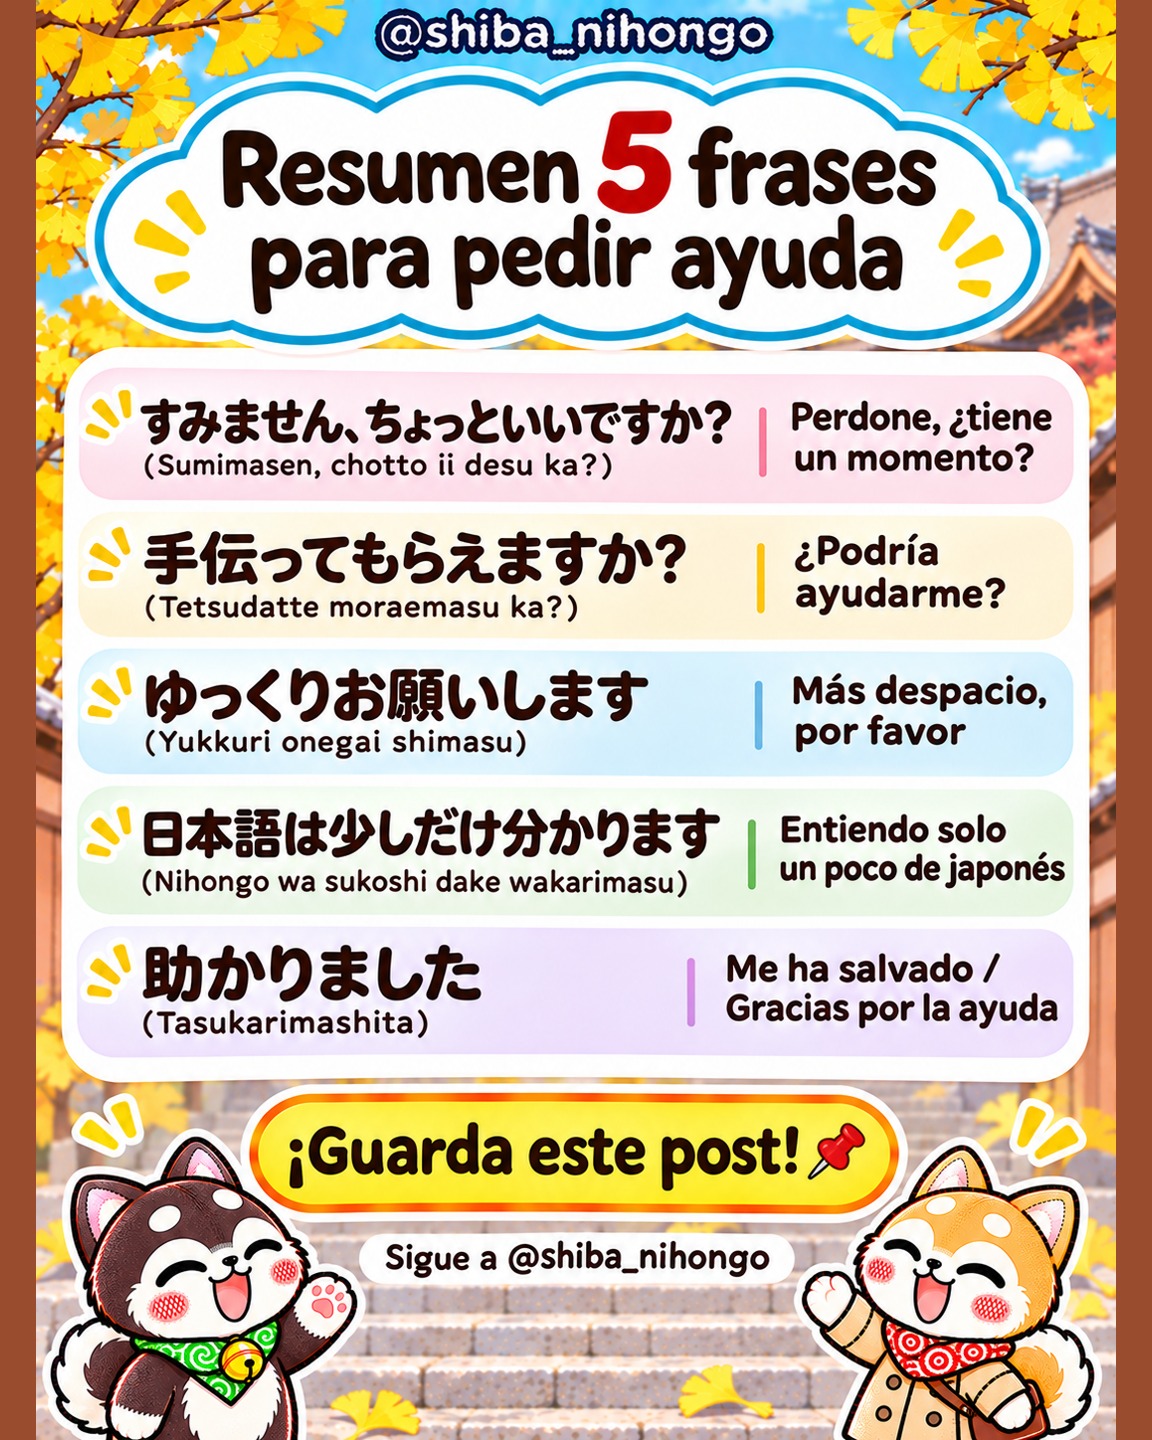 @shiba_nihongo
Resumen 5 frases
para pedir ayuda
すみません、ちょっといいですか?
(Sumimasen, chotto ii desu ka?)
Perdone, ¿tiene
un momento?
手伝ってもらえますか?
(Tetsudatte moraemasu ka?)
¿Podría
ayudarme?
ゆっくりお願いします
(Yukkuri onegai shimasu)
Más despacio,
por favor
日本語は少しだけ分かります
(Nihongo wa sukoshi dake wakarimasu)
Entiendo solo
un poco de japonés
助かりました
(Tasukarimashita)
Me ha salvado /
Gracias por la ayuda
¡Guarda este post!
Sigue a @shiba_nihongo